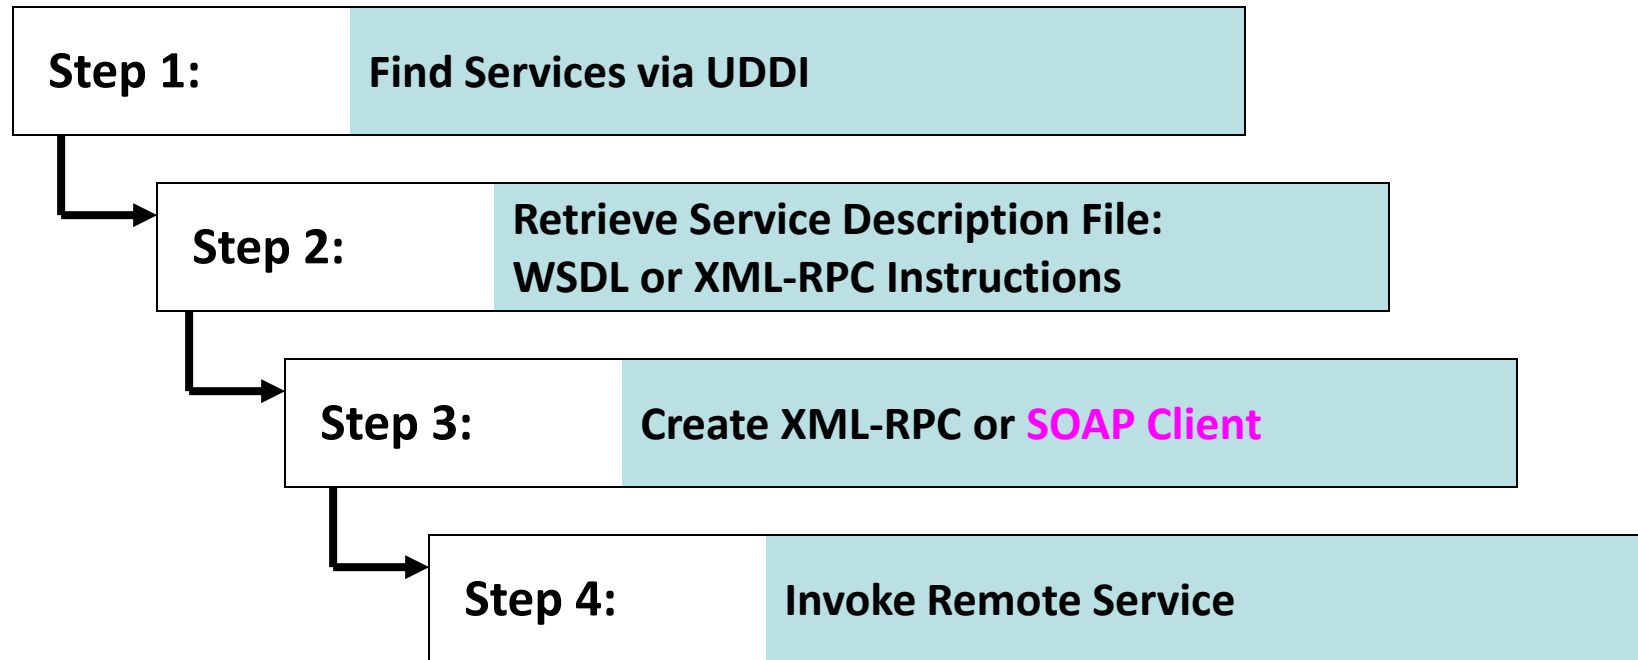 Step 1:
Find Services via UDDI
Step 2:
Retrieve Service Description File:
WSDL or XML-RPC Instructions
Step 3:
Create XML-RPC or SOAP Client
Step 4:
Invoke Remote Service